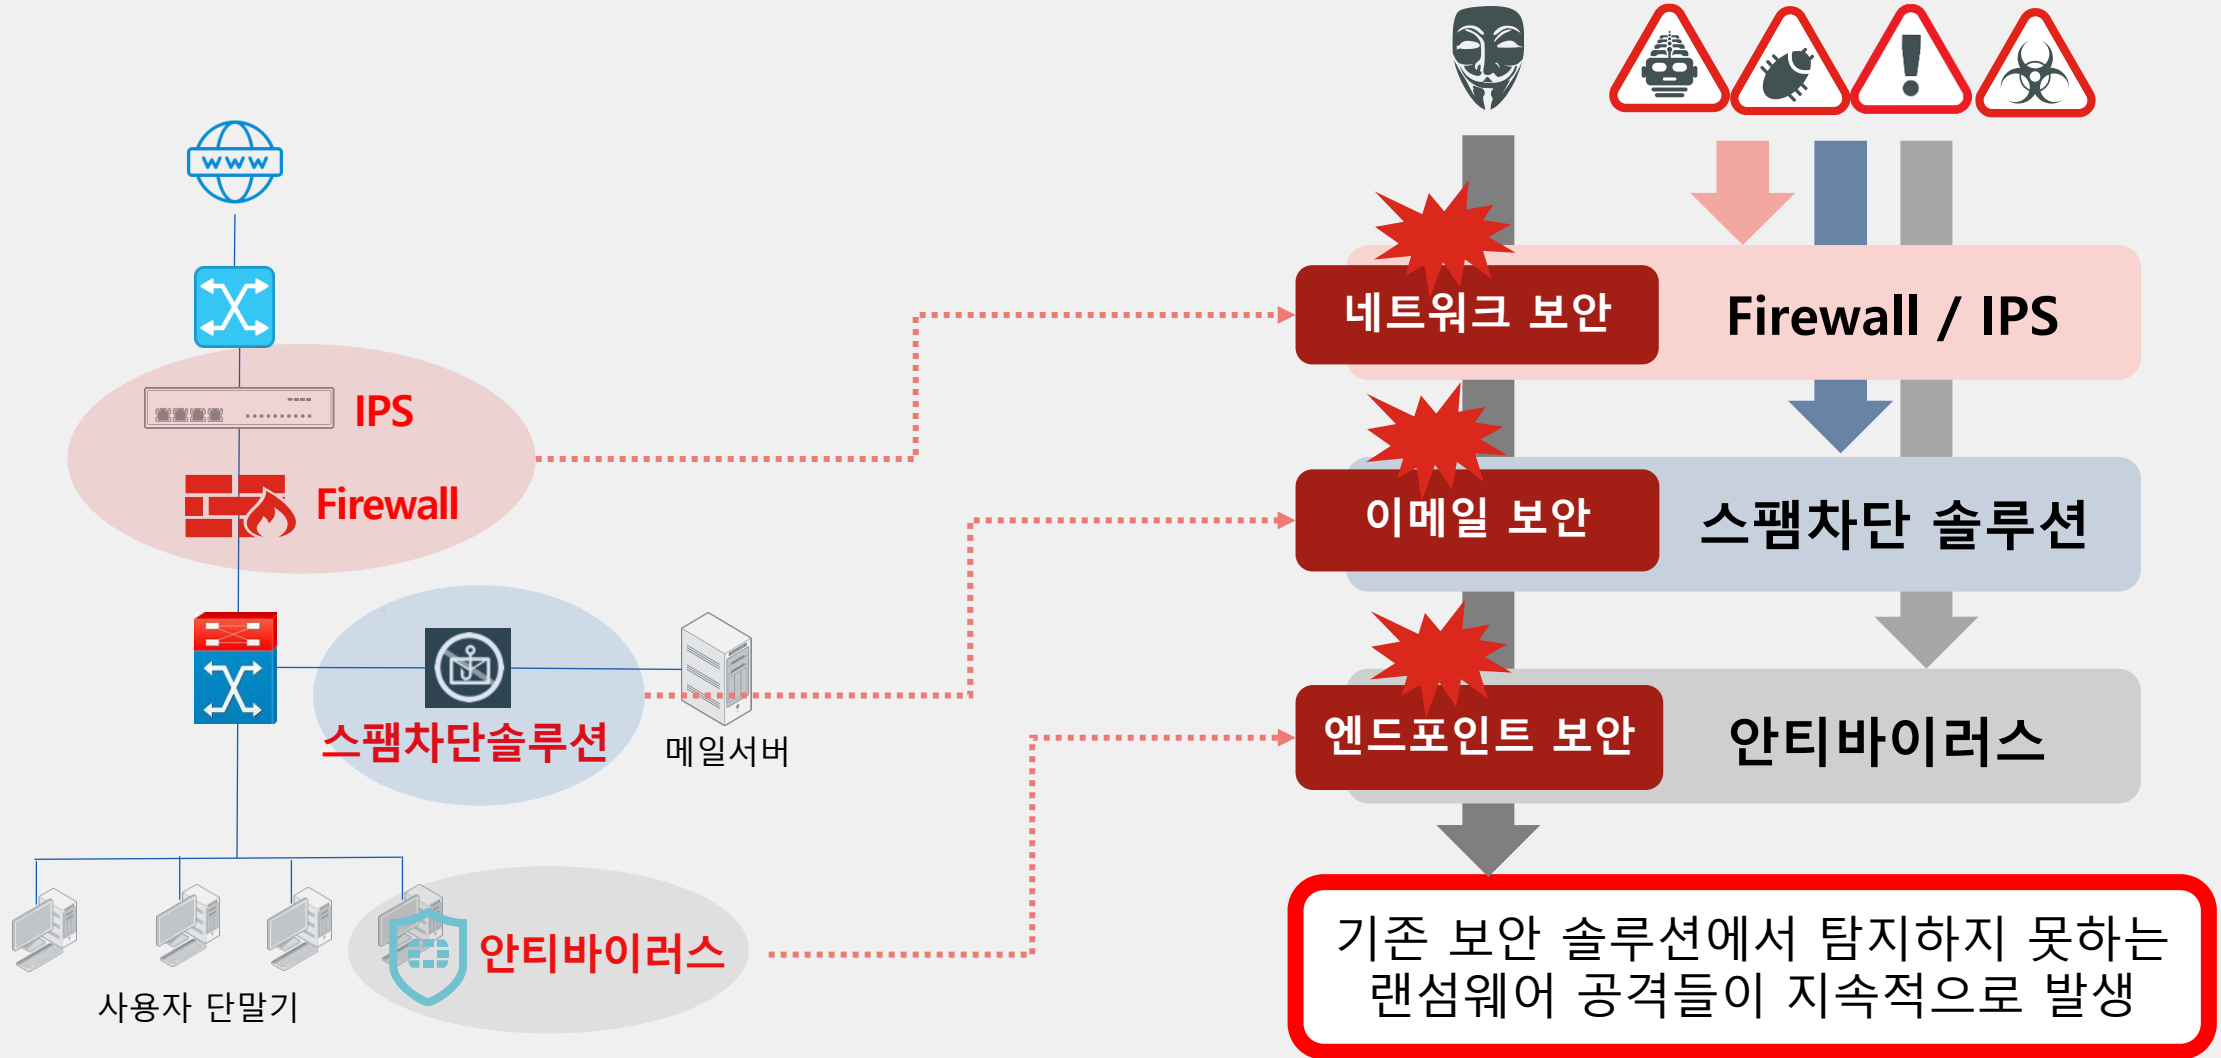 WWW
IPS
Firewall
스팸차단솔루션
메일서버
안티바이러스
사용자 단말기
네트워크 보안
Firewall / IPS
이메일 보안
스팸차단 솔루션
엔드포인트 보안
안티바이러스
기존 보안 솔루션에서 탐지하지 못하는
랜섬웨어 공격들이 지속적으로 발생